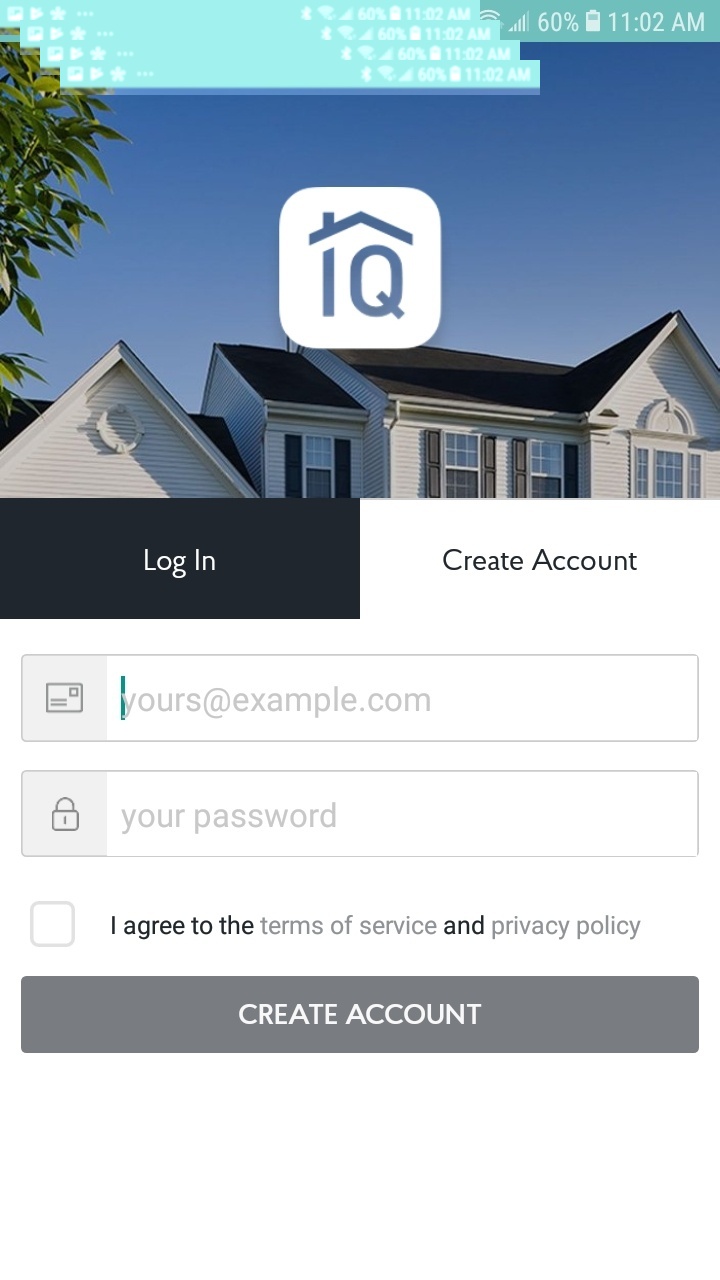 60% 11:02 AM
60% 11:02 AM
60% 11:02 AM
60% 11:02 AM
60% 11:02 AM
IQ
Log In
Create Account
yours@example.com
your password
I agree to the terms of service and privacy policy
CREATE ACCOUNT